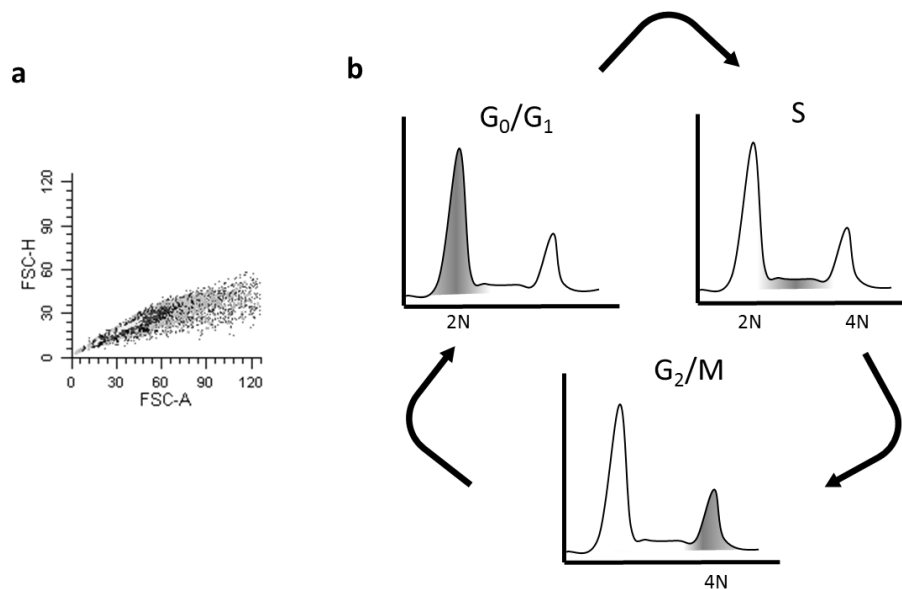 a
120
90
60
30
0
FSC-H
0 30 60 90 120
FSC-A
b
G₀/G₁
2N
S
2N 4N
G₂/M
4N